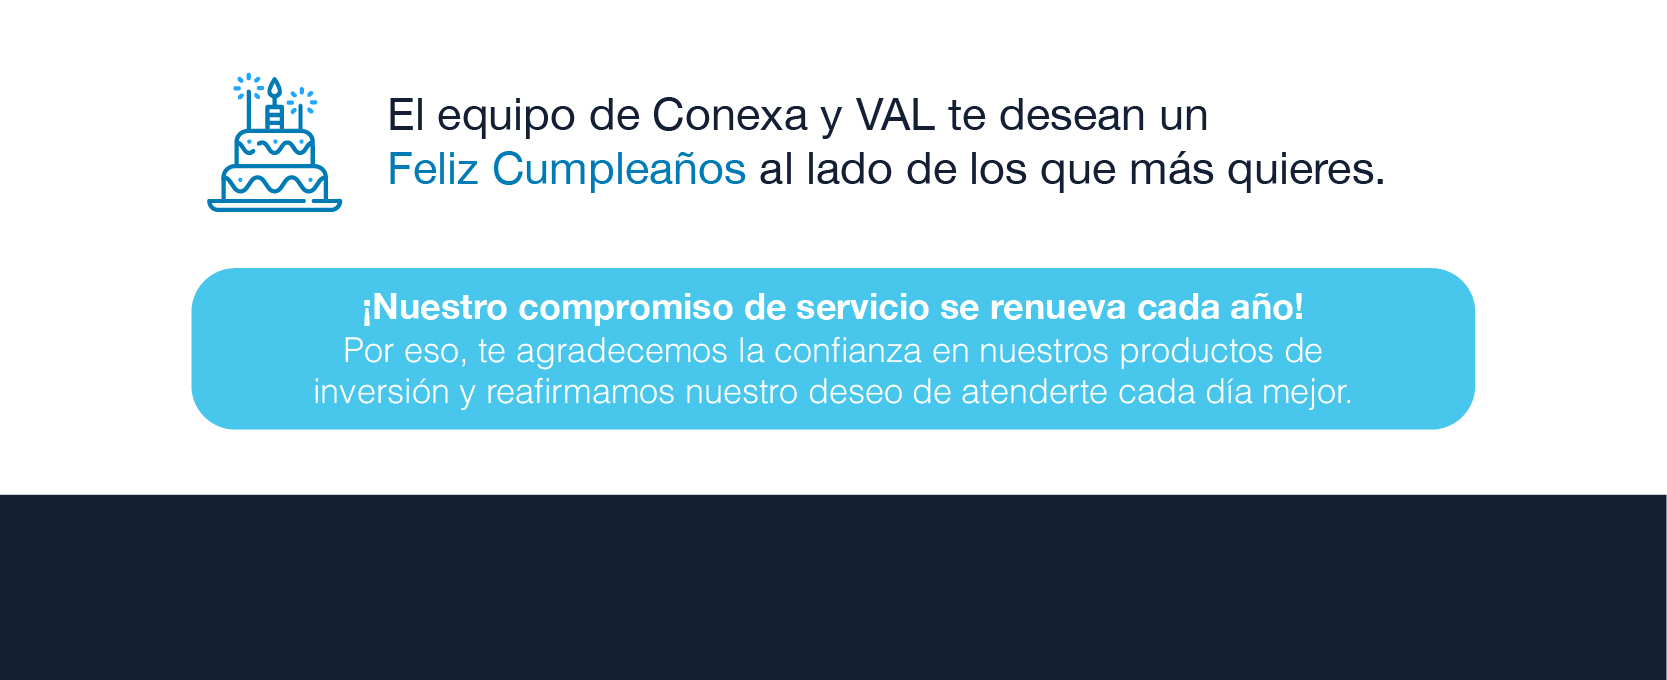 El equipo de Conexa y VAL te desean un
Feliz Cumpleaños al lado de los que más quieres.
¡Nuestro compromiso de servicio se renueva cada año!
Por eso, te agradecemos la confianza en nuestros productos de
inversión y reafirmamos nuestro deseo de atenderte cada día mejor.